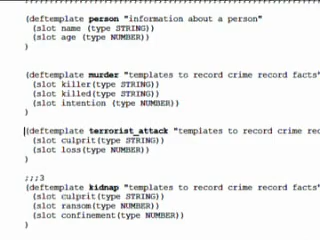 (deftemplate person "information about a person"
(slot name (type STRING))
(slot age (type NUMBER))
)
(deftemplate murder "templates to record crime record facts"
(slot killer(type STRING))
(slot killed(type STRING))
(slot intention (type NUMBER))
)
(deftemplate terrorist_attack "templates to record crime rec
(slot culprit(type STRING))
(slot loss(type NUMBER))
)
;;;3
(deftemplate kidnap "templates to record crime record facts"
(slot culprit(type STRING))
(slot ransom(type NUMBER))
(slot confinement(type NUMBER))
)